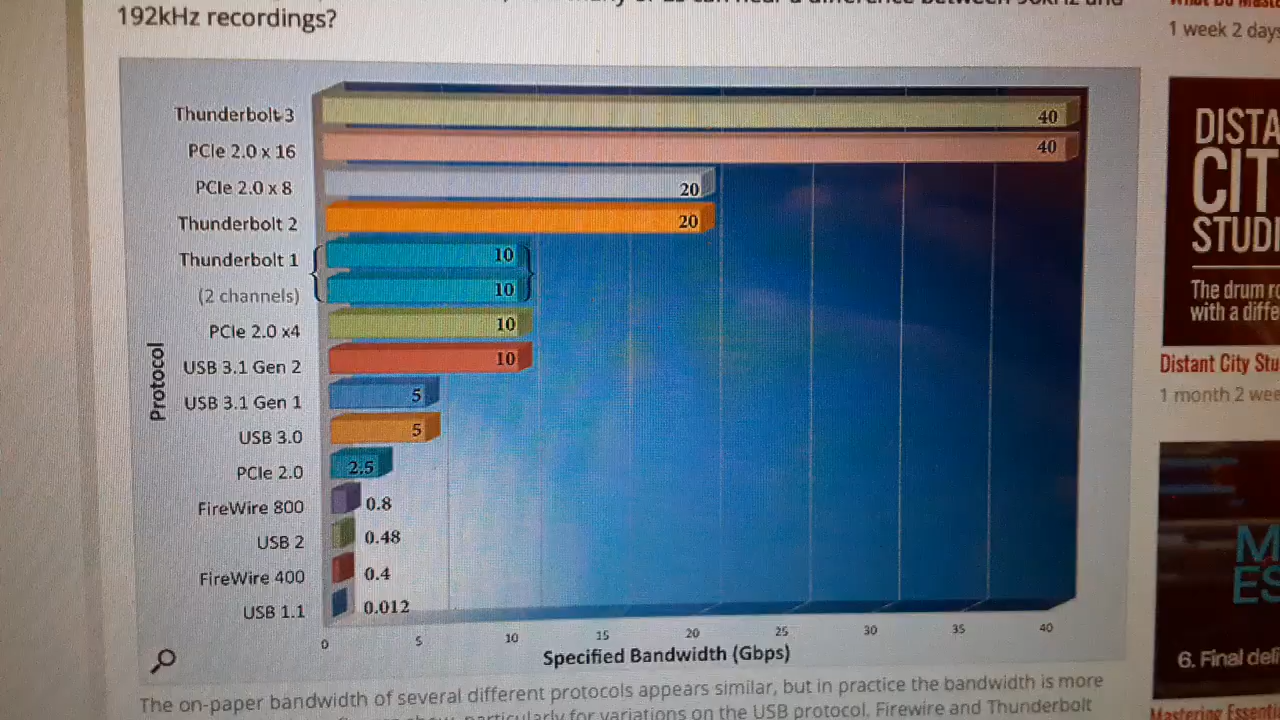 192kHz recordings?
Thunderbolt 3 40
PCIe 2.0 x 16 40
PCIe 2.0 x 8 20
Thunderbolt 2 20
Thunderbolt 1 10
(2 channels) 10
PCIe 2.0 x4 10
USB 3.1 Gen 2 10
USB 3.1 Gen 1 5
USB 3.0 5
PCIe 2.0 2.5
FireWire 800 0.8
USB 2 0.48
FireWire 400 0.4
USB 1.1 0.012
Protocol
0 5 10 15 20 25 30 35 40
Specified Bandwidth (Gbps)
The on-paper bandwidth of several different protocols appears similar, but in practice the bandwidth is more
particularly for variations on the USB protocol. Firewire and Thunderbolt
1 week 2 days
DISTA
CIT
STUDI
The drum ro
with a diffe
Distant City Stu
1 month 2 wee
M
ES
6. Final deli
Mastering Essenti